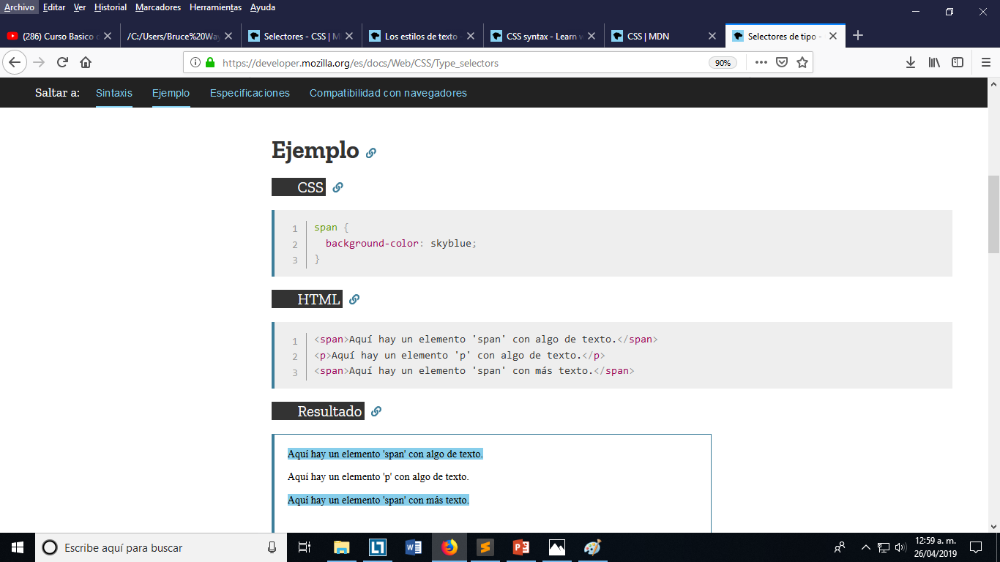 Archivo Editar Ver Historial Marcadores Herramientas Ayuda
(286) Curso Basico /C:/Users/Bruce%20Wa Selectores - CSS | M Los estilos de texto - CSS syntax - Learn CSS | MDN Selectores de tipo -
https://developer.mozilla.org/es/docs/Web/CSS/Type_selectors 90%
Saltar a: Sintaxis Ejemplo Especificaciones Compatibilidad con navegadores
Ejemplo
CSS
1 span {
2 background-color: skyblue;
3 }
HTML
1 <span>Aquí hay un elemento 'span' con algo de texto.</span>
2 <p>Aquí hay un elemento 'p' con algo de texto.</p>
3 <span>Aquí hay un elemento 'span' con más texto.</span>
Resultado
Aquí hay un elemento 'span' con algo de texto.
Aquí hay un elemento 'p' con algo de texto.
Aquí hay un elemento 'span' con más texto.
Escribe aquí para buscar
12:59 a. m.
26/04/2019